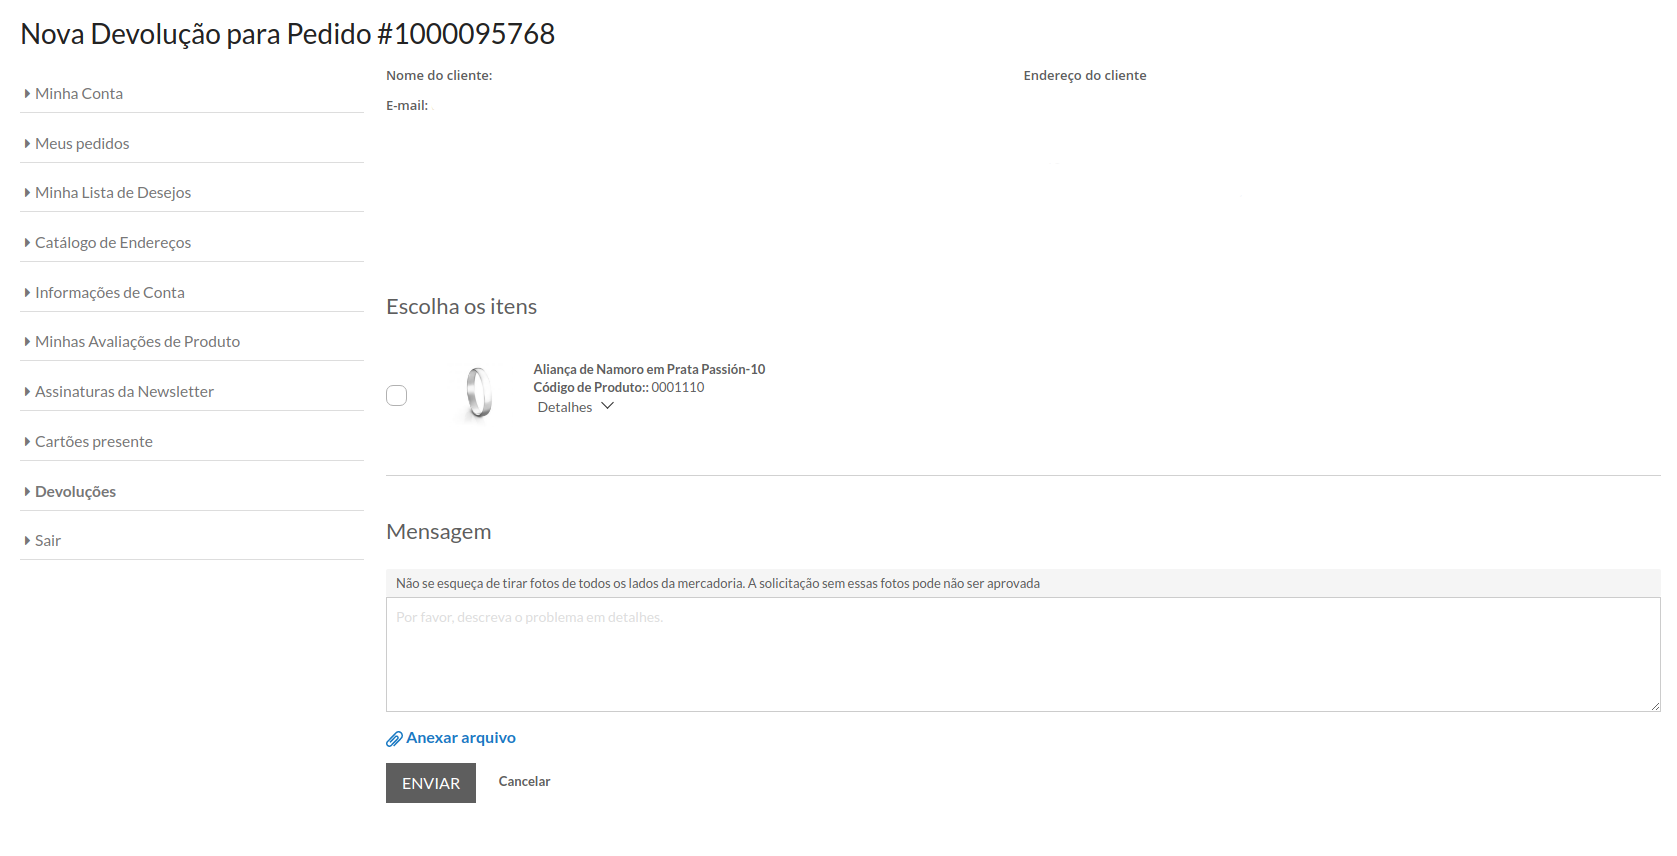 Nova Devolução para Pedido #1000095768
Minha Conta
Meus pedidos
Minha Lista de Desejos
Catálogo de Endereços
Informações de Conta
Minhas Avaliações de Produto
Assinaturas da Newsletter
Cartões presente
Devoluções
Sair
Nome do cliente:
E-mail:
Endereço do cliente
Escolha os itens
Aliança de Namoro em Prata Passión-10
Código de Produto:: 0001110
Detalhes
Mensagem
Não se esqueça de tirar fotos de todos os lados da mercadoria. A solicitação sem essas fotos pode não ser aprovada
Por favor, descreva o problema em detalhes.
Anexar arquivo
ENVIAR
Cancelar